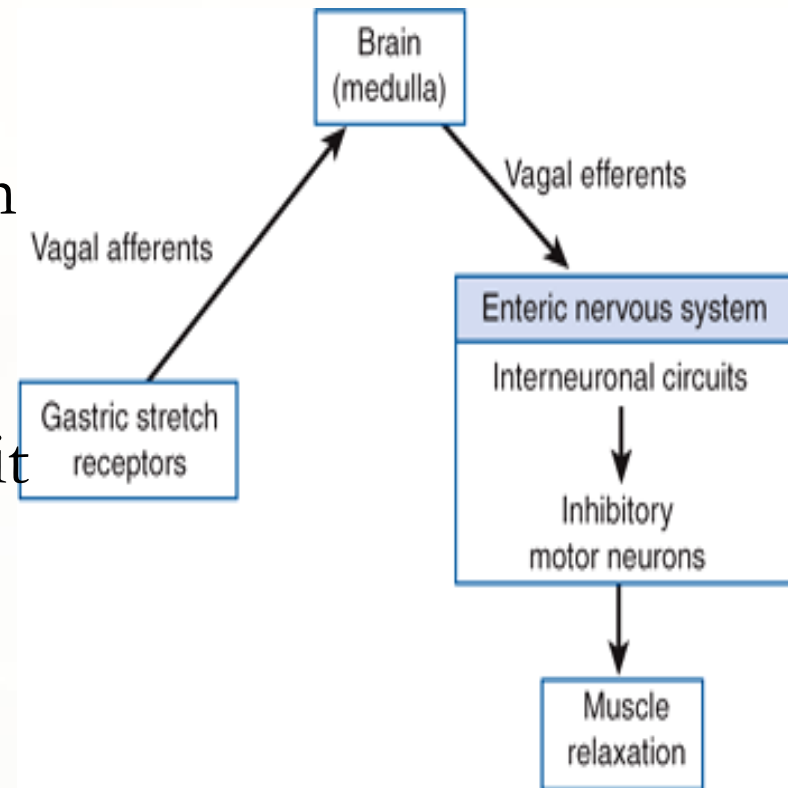 Brain
(medulla)
Vagal efferents
Vagal afferents
Enteric nervous system
Interneuronal circuits
Gastric stretch
receptors
Inhibitory
motor neurons
Muscle
relaxation